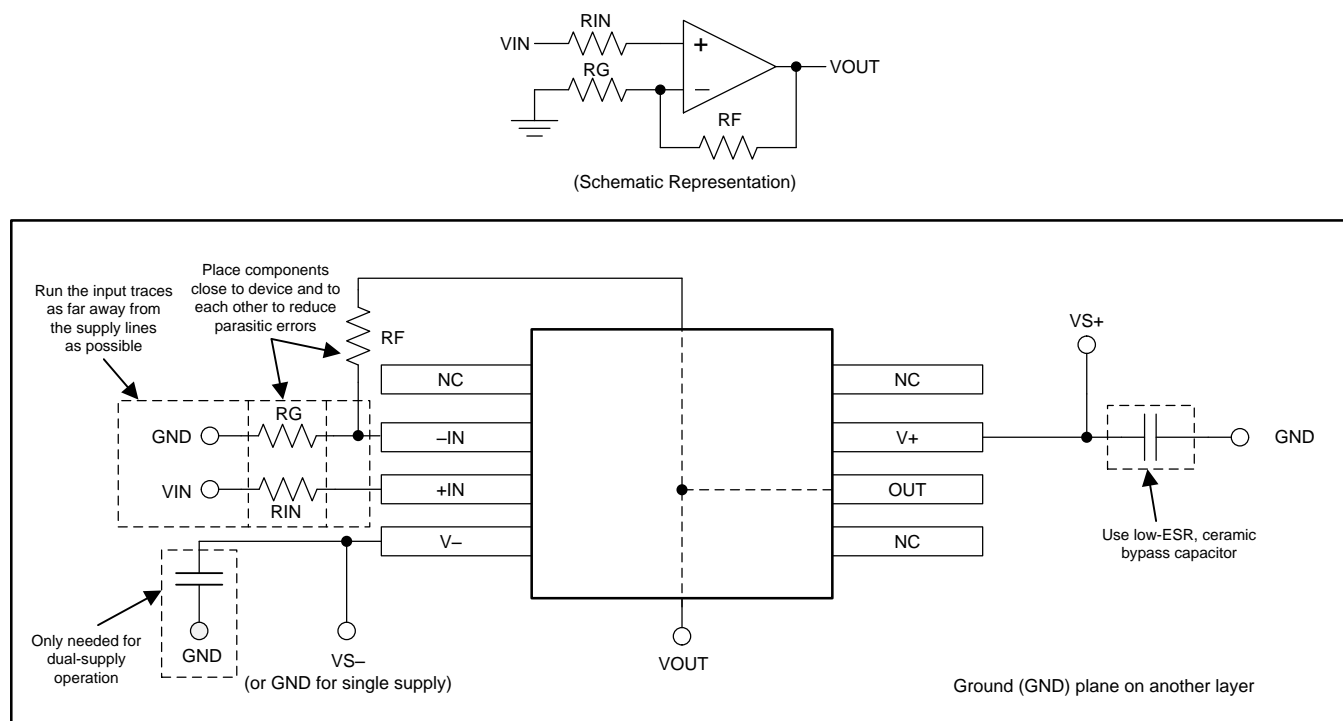 RIN
VIN
+
VOUT
RG
–
RF
(Schematic Representation)
Place components
close to device and to
each other to reduce
parasitic errors
Run the input traces
as far away from
the supply lines
as possible
VS+
RF
NC
NC
RG
GND
–IN
V+
GND
VIN
+IN
OUT
RIN
Use low-ESR, ceramic
bypass capacitor
V–
NC
Only needed for
dual-supply
operation
GND
VS–
(or GND for single supply)
VOUT
Ground (GND) plane on another layer